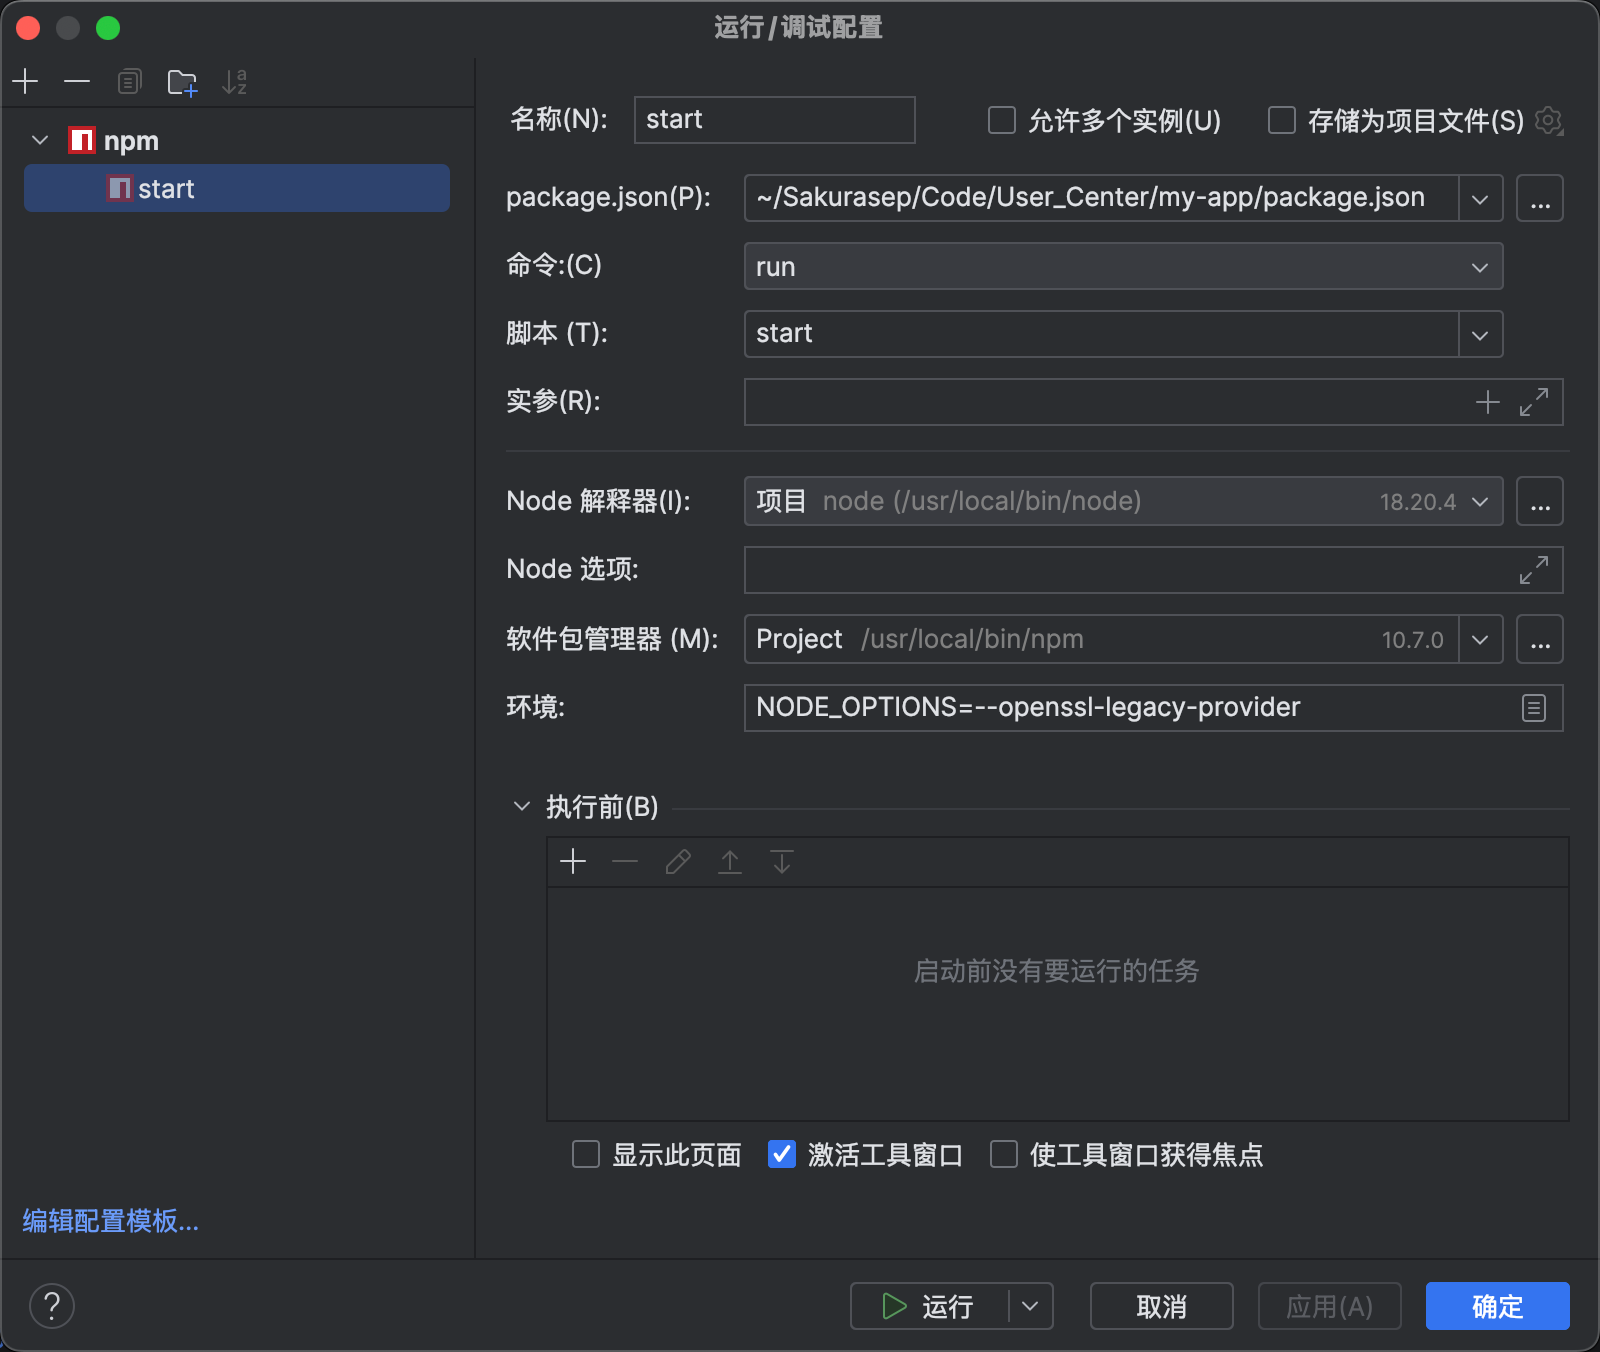 运行/调试配置
npm
start
编辑配置模板...
名称(N): start 允许多个实例(U) 存储为项目文件(S)
package.json(P): ~/Sakurasep/Code/User_Center/my-app/package.json ...
命令:(C) run
脚本 (T): start
实参(R):
Node 解释器(I): 项目 node (/usr/local/bin/node) 18.20.4 ...
Node 选项:
软件包管理器 (M): Project /usr/local/bin/npm 10.7.0 ...
环境: NODE_OPTIONS=--openssl-legacy-provider
执行前(B)
启动前没有要运行的任务
显示此页面 激活工具窗口 使工具窗口获得焦点
? 运行 取消 应用(A) 确定